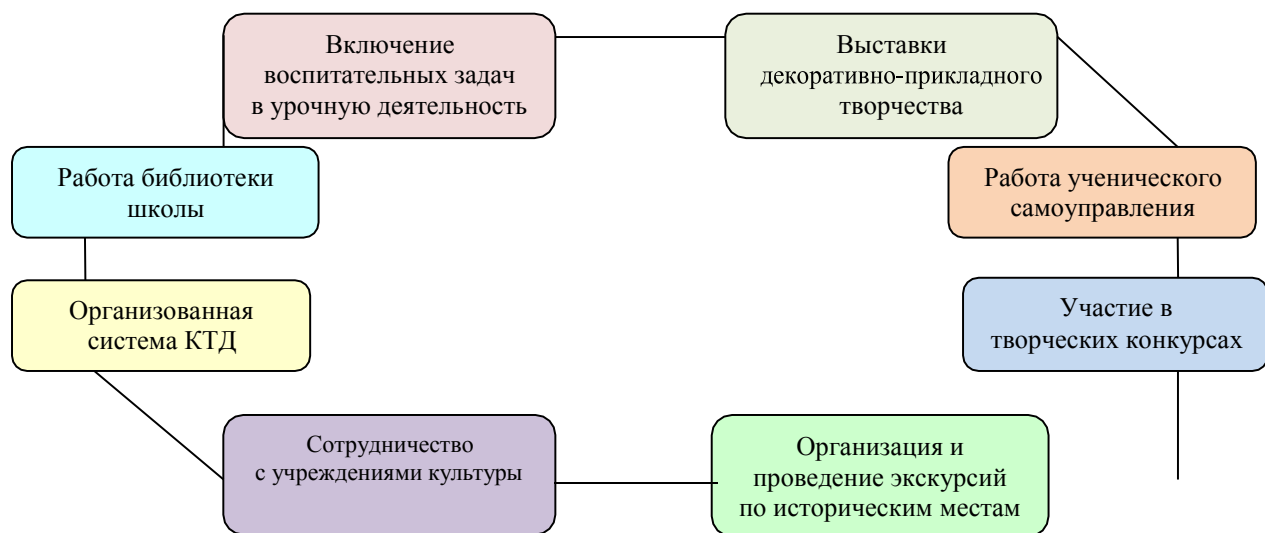 Включение
воспитательных задач
в урочную деятельность
Выставки
декоративно-прикладного
творчества
Работа библиотеки
школы
Работа ученического
самоуправления
Организованная
система КТД
Участие в
творческих конкурсах
Сотрудничество
с учреждениями культуры
Организация и
проведение экскурсий
по историческим местам